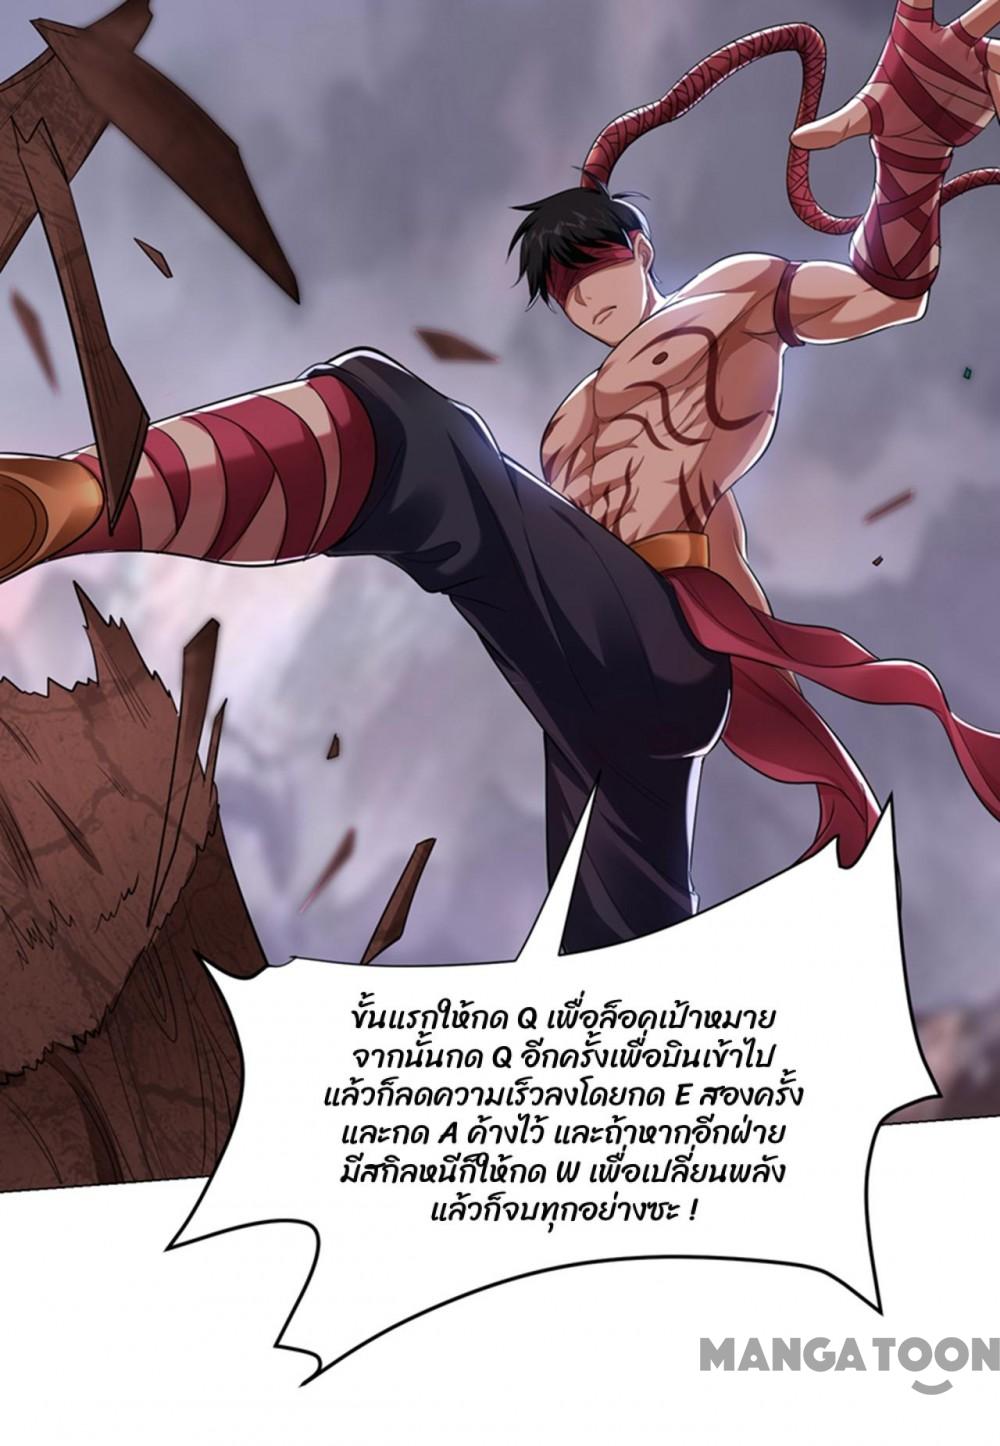 ขั้นแรกให้กด Q เพื่อล็อคเป้าหมาย
จากนั้นกด Q อีกครั้งเพื่อบินเข้าไป
แล้วก็ลดความเร็วลงโดยกด E สองครั้ง
และกด A ค้างไว้ และถ้าหากอีกฝ่าย
มีสกิลหนีก็ให้กด W เพื่อเปลี่ยนพลัง
แล้วก็จบทุกอย่างซะ !
MANGATOON